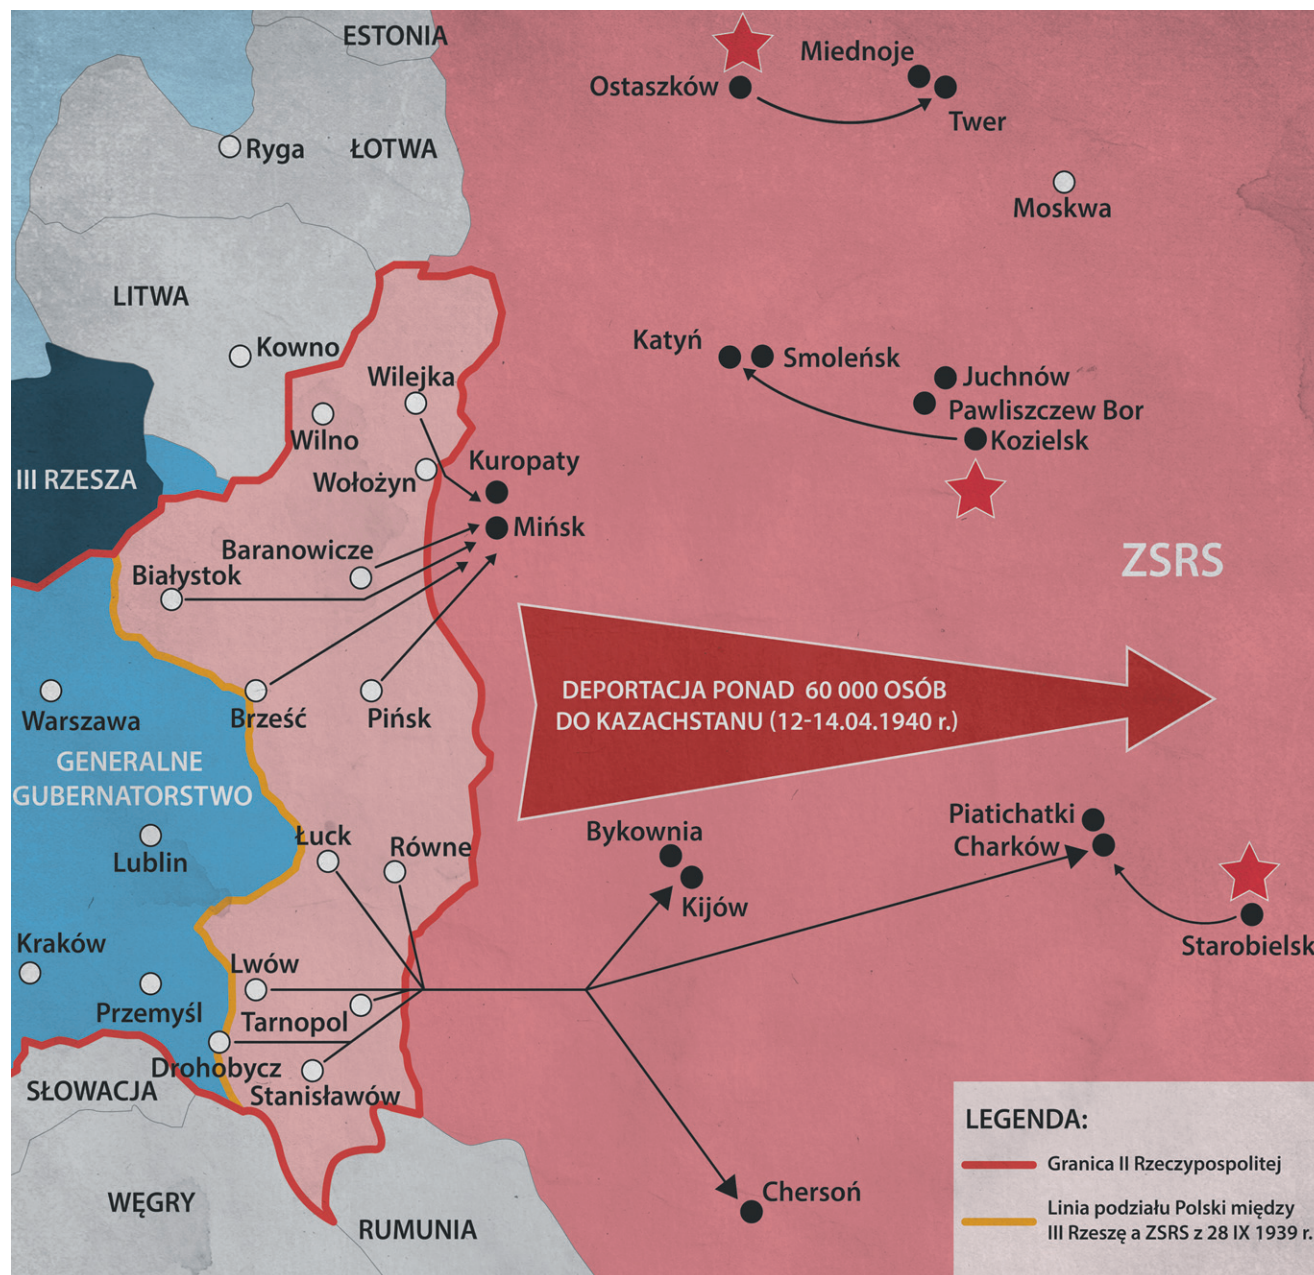 ESTONIA
Ostaszków
Miednoje
Twer
Ryga
ŁOTWA
Moskwa
LITWA
Kowno
Wilejka
Katyń
Smoleńsk
Juchnów
Pawliszczew Bor
Kozielsk
Wilno
Wołożyn
III RZESZA
Kuropaty
Mińsk
Baranowicze
Białystok
ZSRS
Warszawa
Brześć
Pińsk
DEPORTACJA PONAD 60 000 OSÓB
DO KAZACHSTANU (12-14.04.1940 r.)
GENERALNE
GUBERNATORSTWO
Lublin
Łuck
Równe
Bykownia
Kijów
Piatichatki
Charków
Starobielsk
Kraków
Przemyśl
Lwów
Tarnopol
Drohobycz
Stanisławów
SŁOWACJA
WĘGRY
RUMUNIA
Chersoń
LEGENDA:
Granica II Rzeczypospolitej
Linia podziału Polski między
III Rzeszę a ZSRS z 28 IX 1939 r.